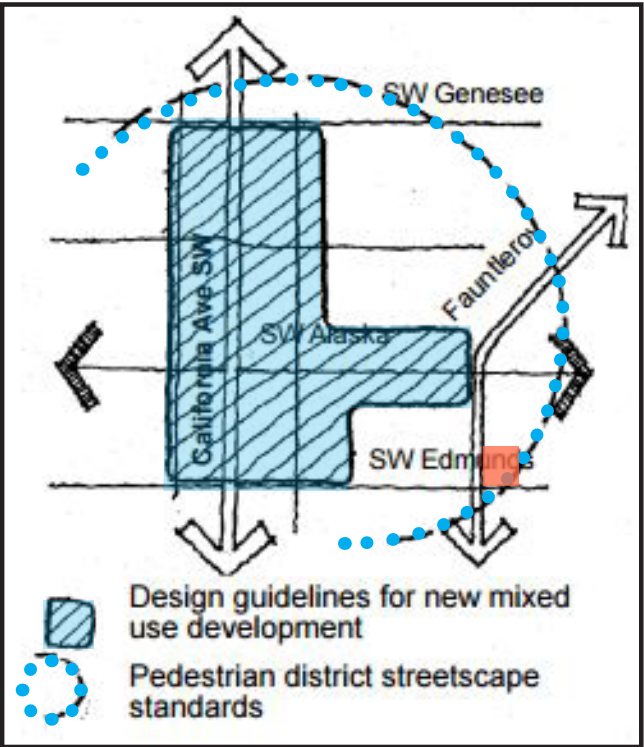 SW Genesee
Fauntleroy
California Ave SW
SW Alaska
SW Edmunds
Design guidelines for new mixed
use development
Pedestrian district streetscape
standards